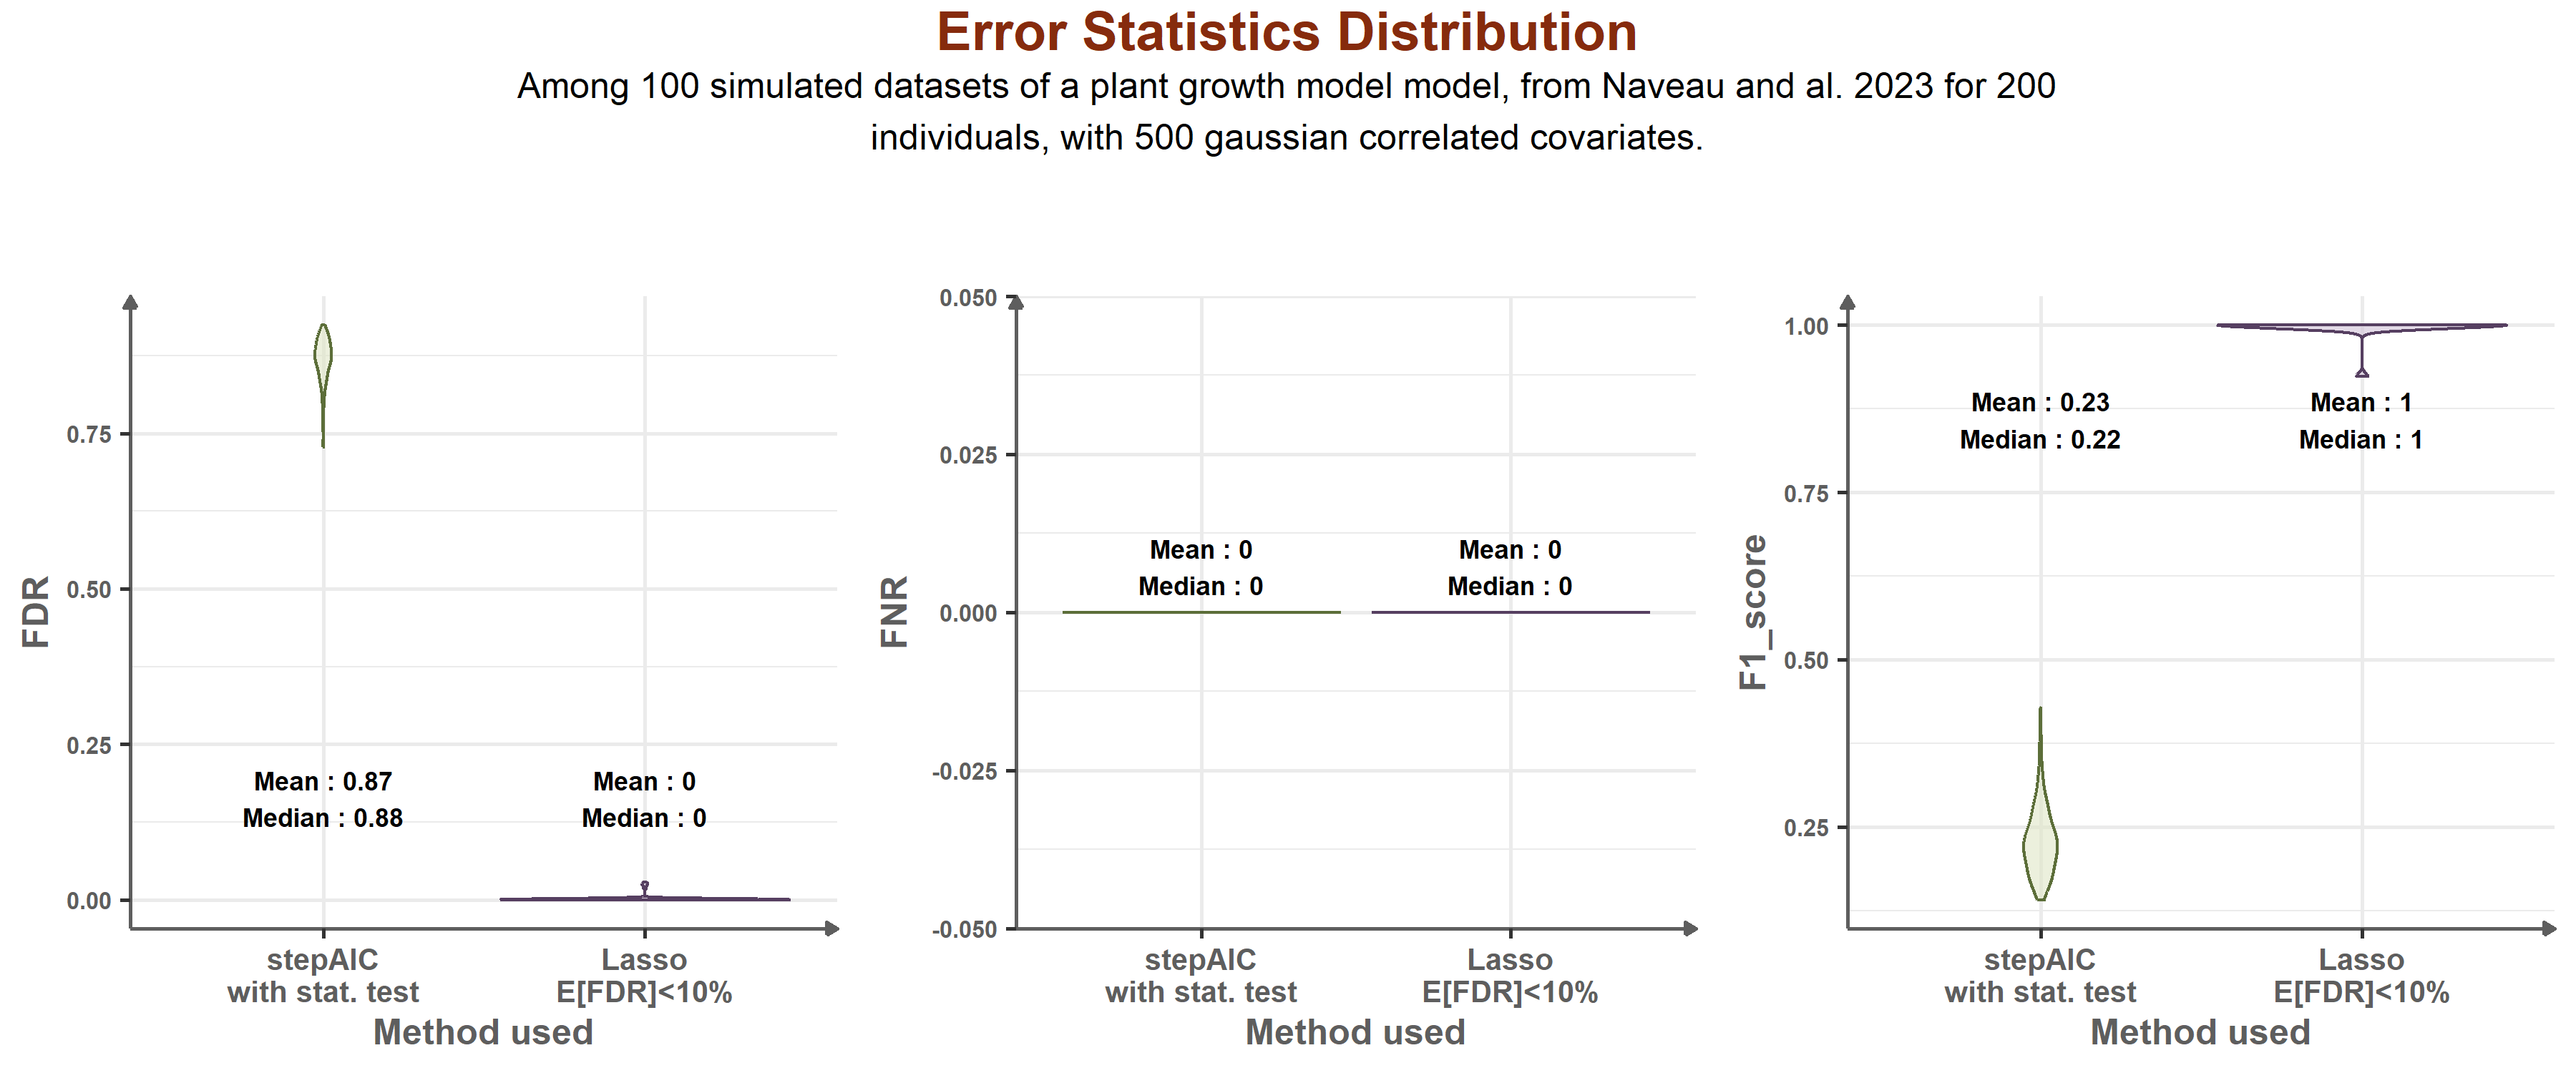 Error Statistics Distribution
Among 100 simulated datasets of a plant growth model model, from Naveau and al. 2023 for 200
individuals, with 500 gaussian correlated covariates.
FDR
0.75
0.50
0.25
0.00
Mean : 0.87
Median : 0.88
Mean : 0
Median : 0
stepAIC
with stat. test
Lasso
E[FDR]<10%
Method used
FNR
0.050
0.025
0.000
-0.025
-0.050
Mean : 0
Median : 0
Mean : 0
Median : 0
stepAIC
with stat. test
Lasso
E[FDR]<10%
Method used
F1_score
1.00
0.75
0.50
0.25
Mean : 0.23
Median : 0.22
Mean : 1
Median : 1
stepAIC
with stat. test
Lasso
E[FDR]<10%
Method used